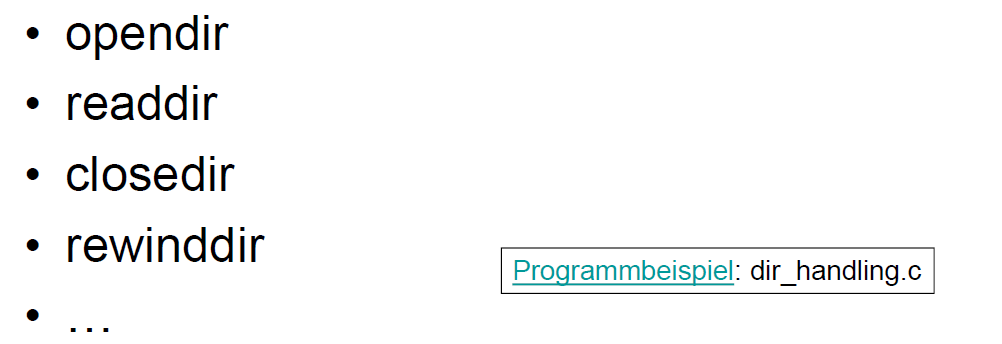 • opendir
• readdir
• closedir
• rewinddir
Programmbeispiel: dir_handling.c
• …